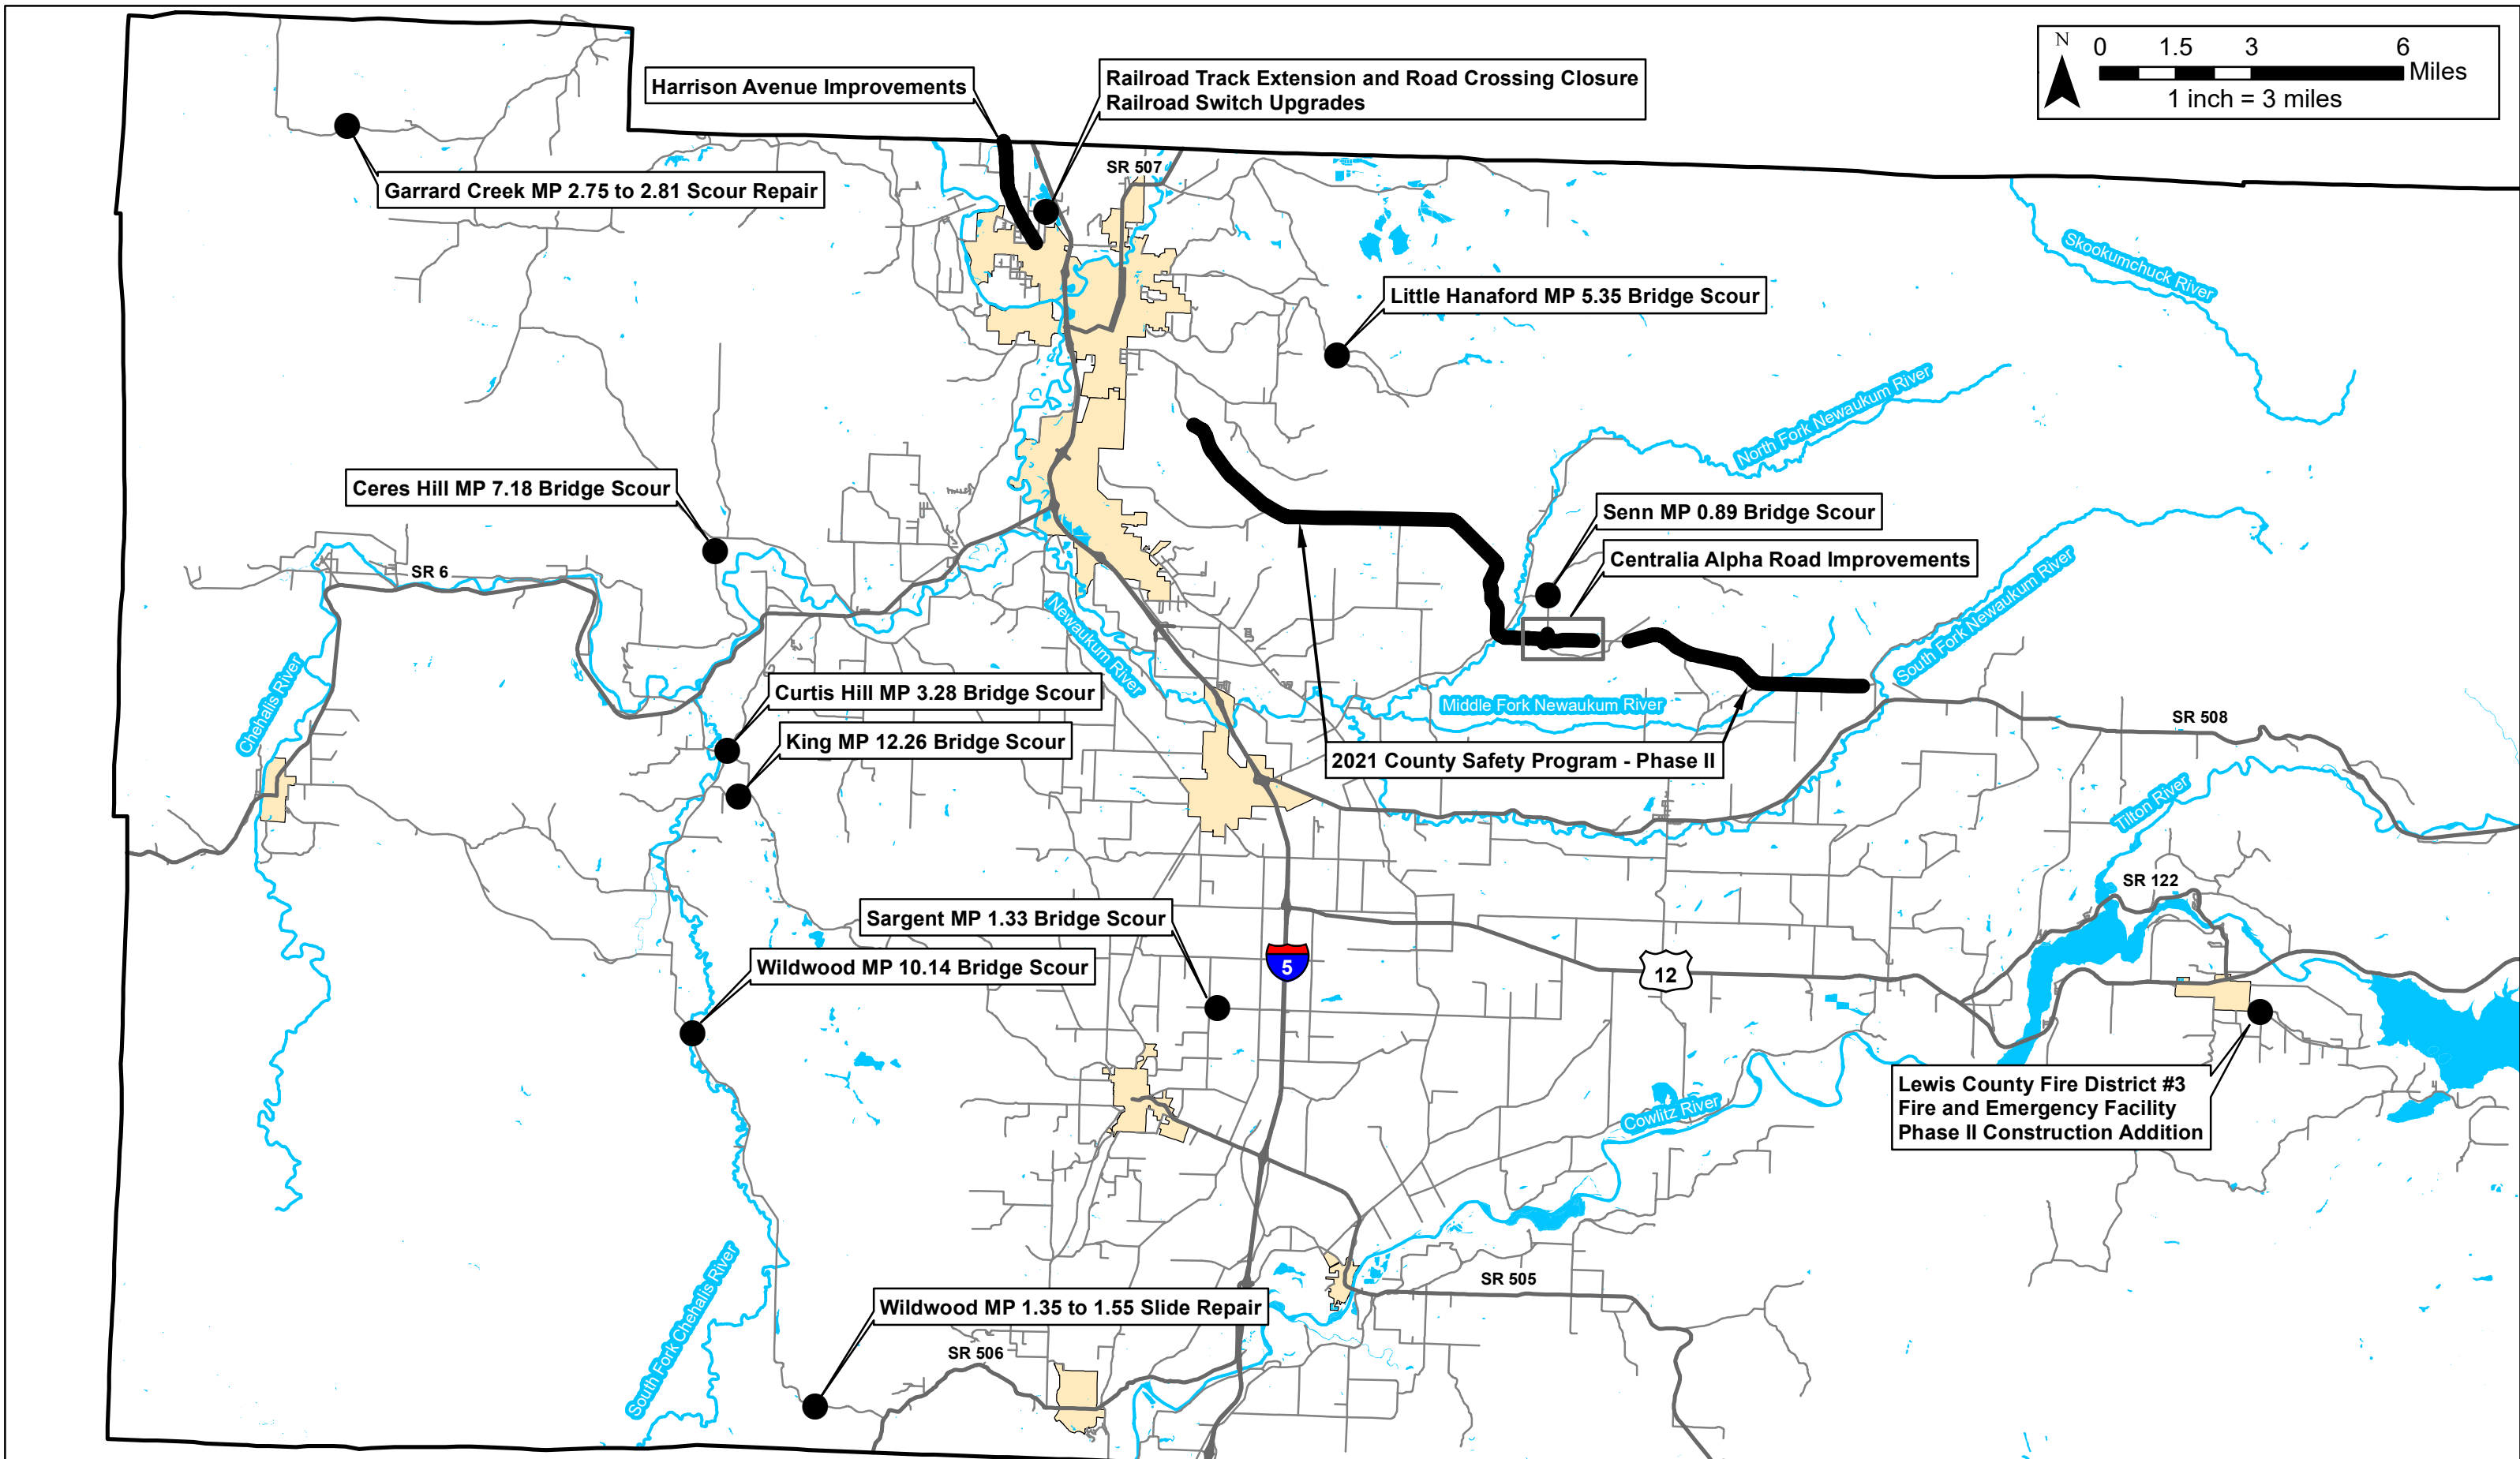 N
0 1.5 3 6
Miles
1 inch = 3 miles
Harrison Avenue Improvements
Railroad Track Extension and Road Crossing Closure
Railroad Switch Upgrades
SR 507
Garrard Creek MP 2.75 to 2.81 Scour Repair
Skookumchuck River
Little Hanaford MP 5.35 Bridge Scour
North Fork Newaukum River
Ceres Hill MP 7.18 Bridge Scour
Senn MP 0.89 Bridge Scour
Centralia Alpha Road Improvements
SR 6
Newaukum River
South Fork Newaukum River
Chehalis River
Curtis Hill MP 3.28 Bridge Scour
Middle Fork Newaukum River
SR 508
King MP 12.26 Bridge Scour
2021 County Safety Program - Phase II
Tilton River
SR 122
Sargent MP 1.33 Bridge Scour
Wildwood MP 10.14 Bridge Scour
5
12
Lewis County Fire District #3
Fire and Emergency Facility
Phase II Construction Addition
Cowlitz River
South Fork Chehalis River
SR 505
Wildwood MP 1.35 to 1.55 Slide Repair
SR 506